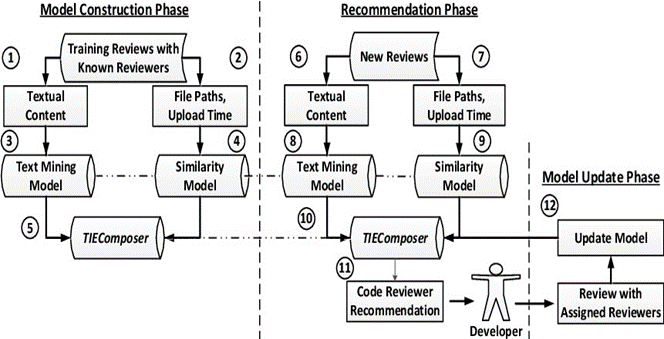 Model Construction Phase
Recommendation Phase
1
Training Reviews with
Known Reviewers
2
6
New Reviews
7
Textual
Content
File Paths,
Upload Time
Textual
Content
File Paths,
Upload Time
3
4
8
9
Text Mining
Model
Similarity
Model
Text Mining
Model
Similarity
Model
Model Update Phase
5
TIEComposer
10
TIEComposer
12
Update Model
11
Code Reviewer
Recommendation
Developer
Review with
Assigned Reviewers